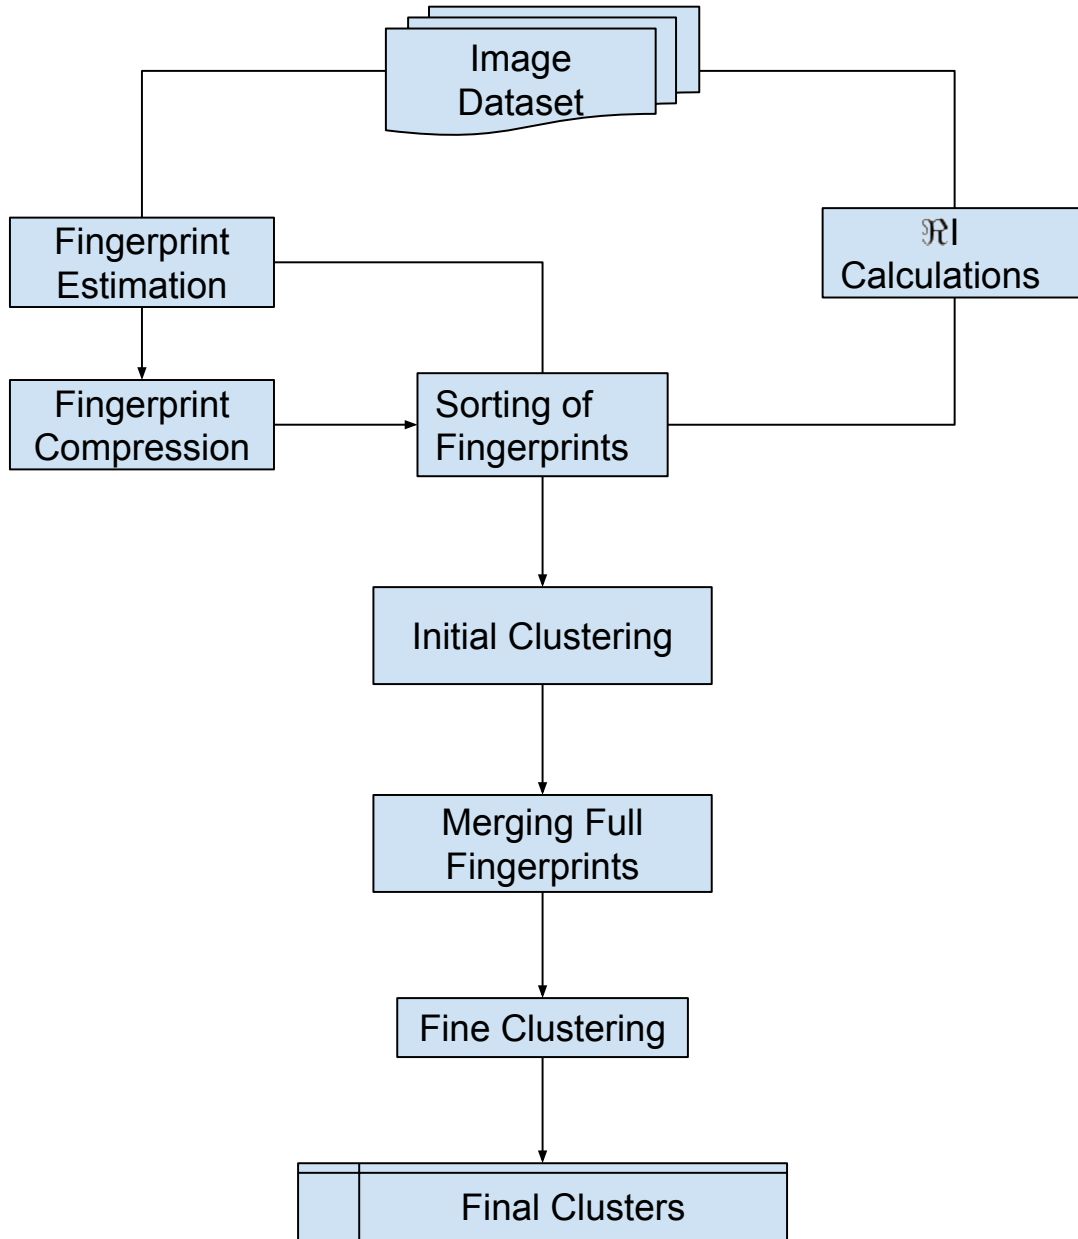 Image
Dataset
Fingerprint
Estimation
ℜI
Calculations
Fingerprint
Compression
Sorting of
Fingerprints
Initial Clustering
Merging Full
Fingerprints
Fine Clustering
Final Clusters